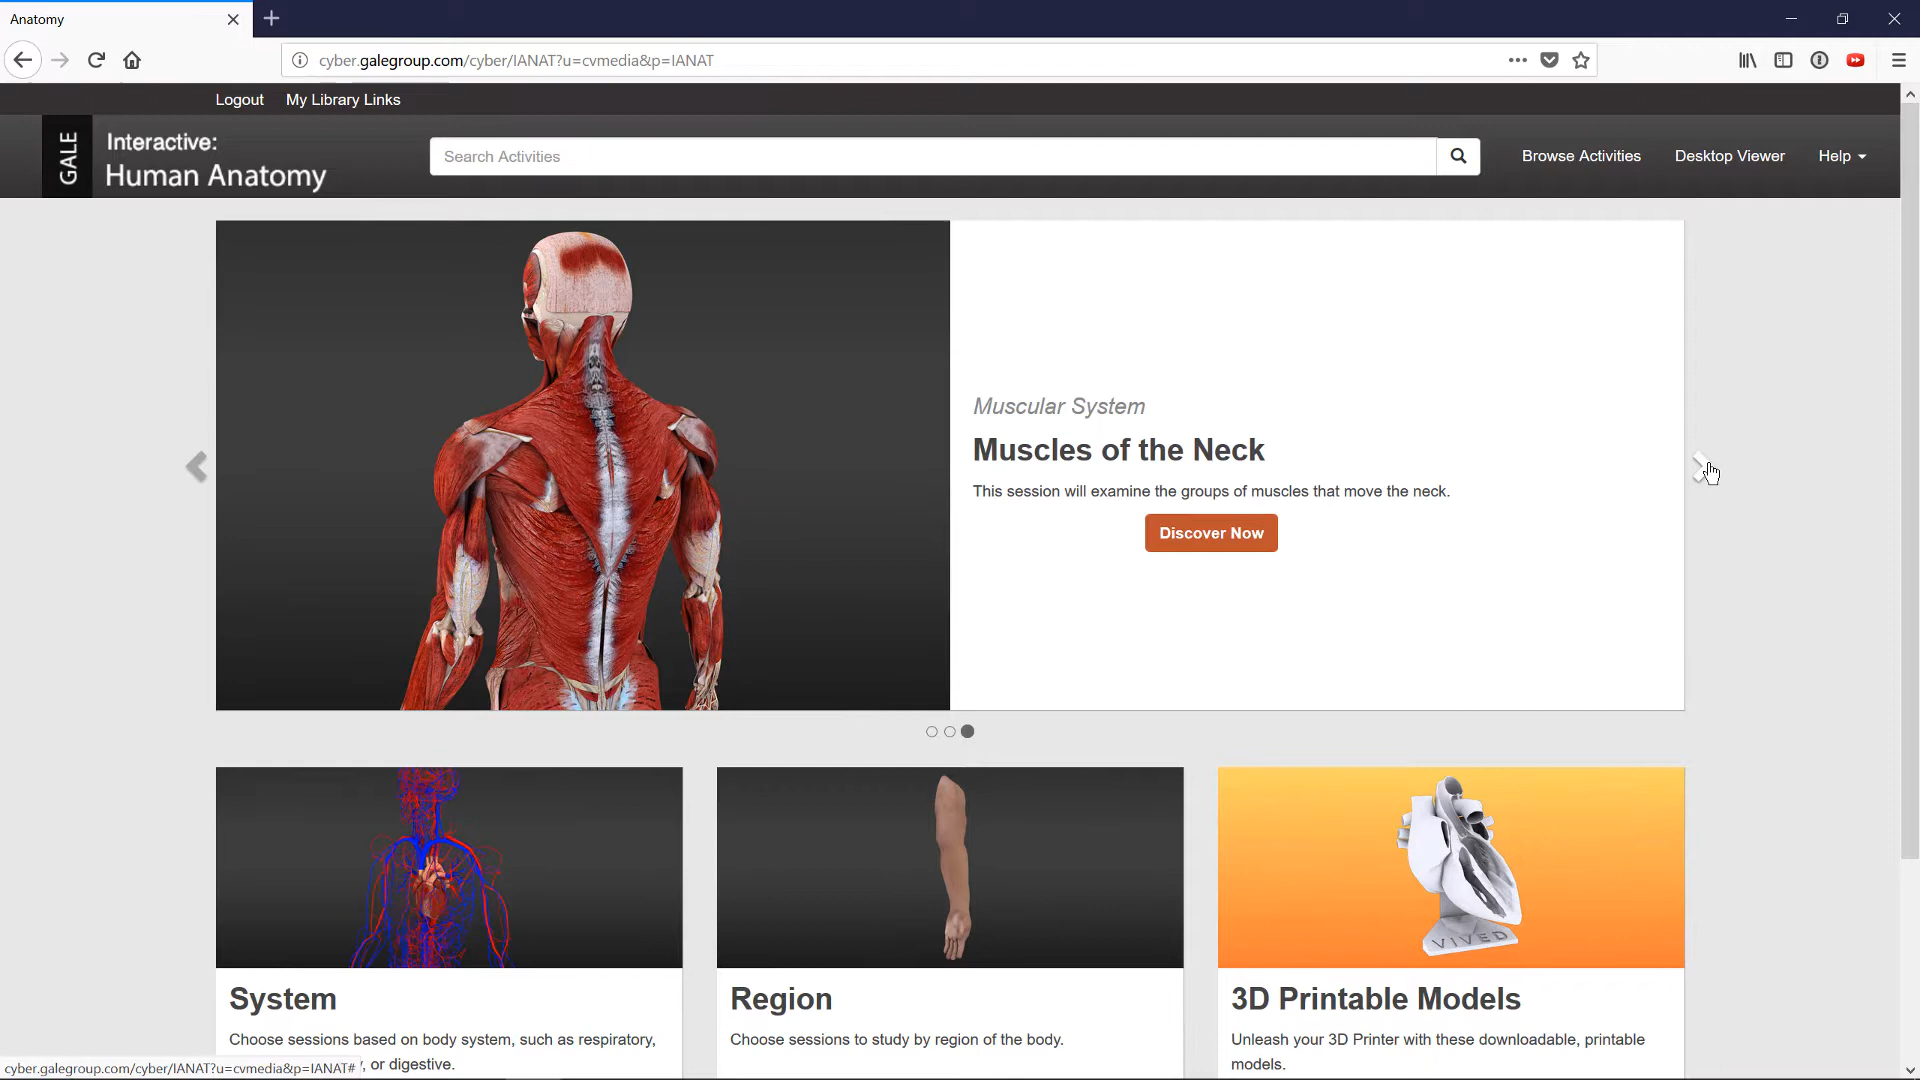 Anatomy
cyber.galegroup.com/cyber/IANAT?u=cvmedia&p=IANAT
Logout My Library Links
GALE
Interactive:
Human Anatomy
Search Activities
Browse Activities Desktop Viewer Help
Muscular System
Muscles of the Neck
This session will examine the groups of muscles that move the neck.
Discover Now
VIVED
System
Choose sessions based on body system, such as respiratory,
, or digestive.
Region
Choose sessions to study by region of the body.
3D Printable Models
Unleash your 3D Printer with these downloadable, printable
models.
cyber.galegroup.com/cyber/IANAT?u=cvmedia&p=IANAT#